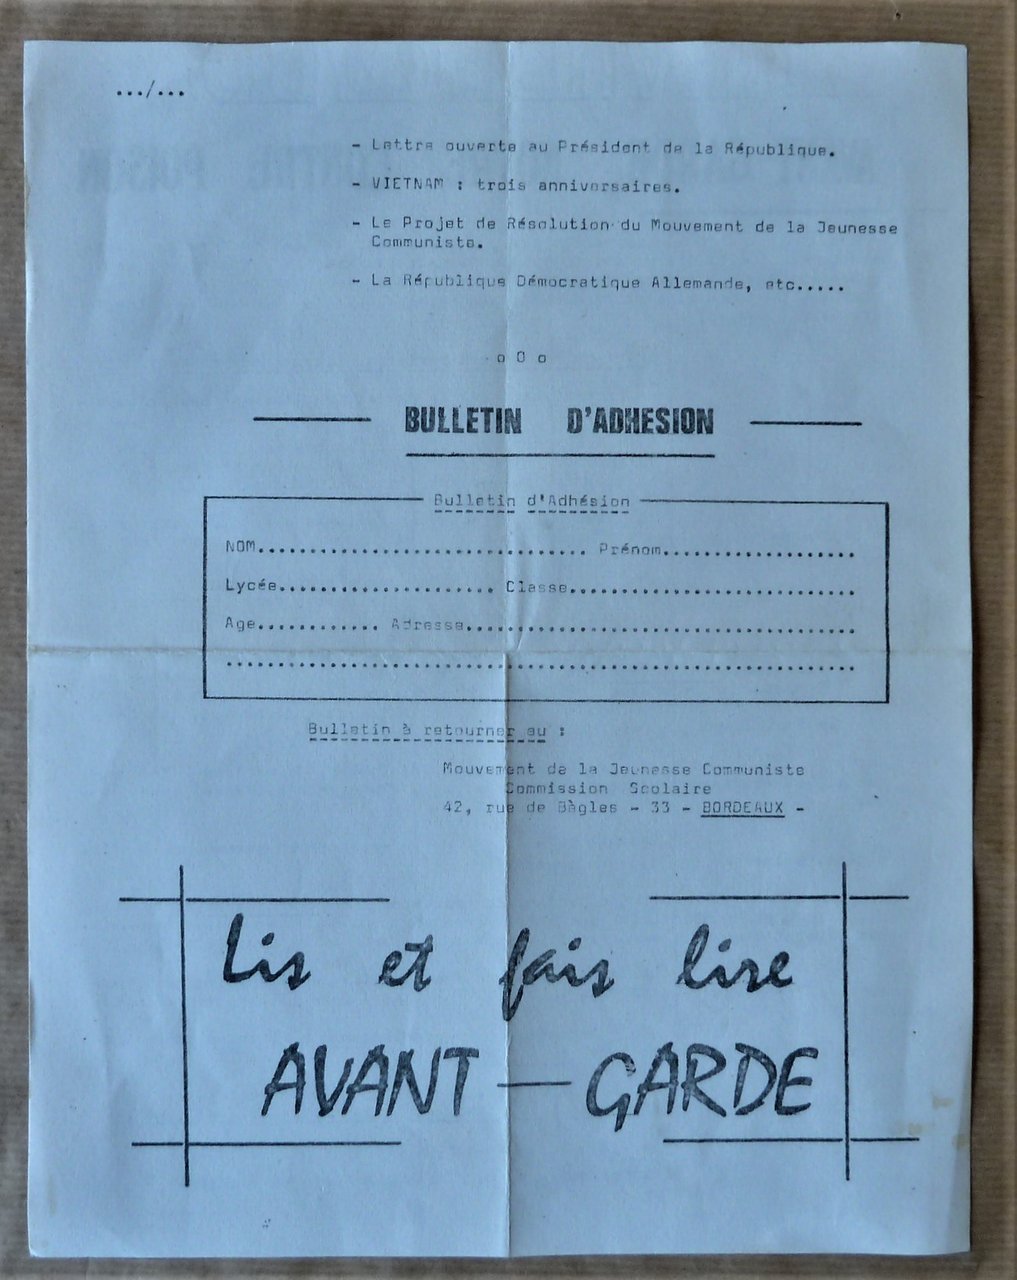 .../...
- Lettre ouverte au Président de la République.
- VIETNAM : trois anniversaires.
- Le Projet de Résolution du Mouvement de la Jeunesse
Communiste.
- La République Démocratique Allemande, etc.....
o O o
BULLETIN D'ADHESION
Bulletin d'Adhésion
NOM................................ Prénom...................
Lycée..................... Classe............................
Age............ Adresse......................................
.............................................................
Bulletin à retourner au :
Mouvement de la Jeunesse Communiste
Commission Scolaire
42, rue de Bègles - 33 - BORDEAUX -
Lis et fais lire
AVANT - GARDE